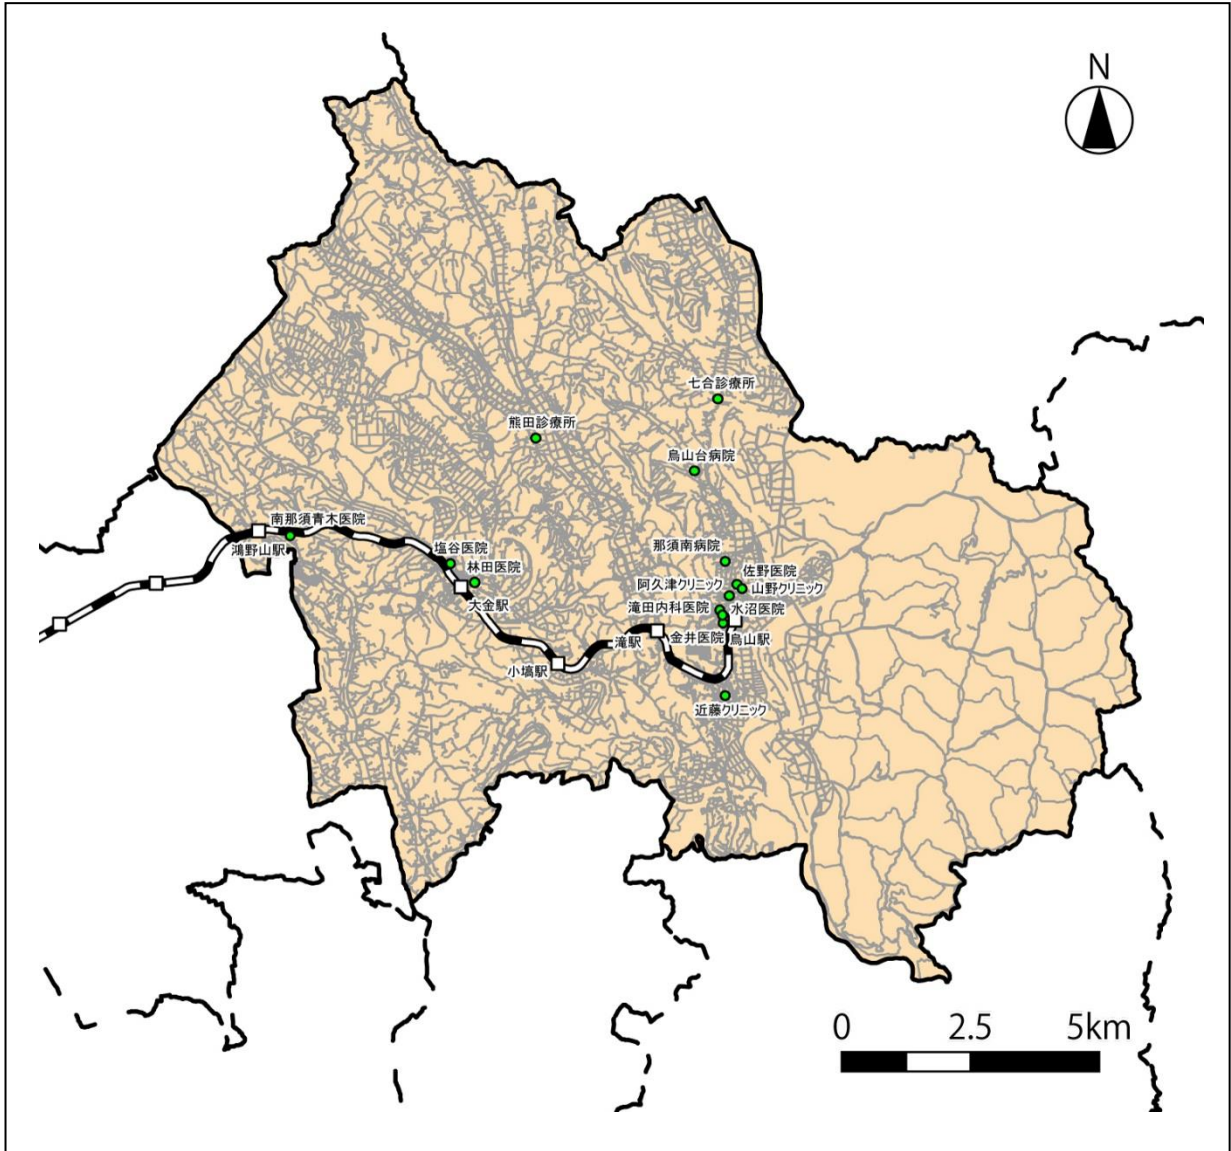 N
七合診療所
熊田診療所
烏山台病院
南那須青木医院
鴻野山駅
塩谷医院
林田医院
大金駅
那須南病院
佐野医院
阿久津クリニック
山野クリニック
滝田内科医院
水沼医院
金井医院
烏山駅
滝駅
小塙駅
近藤クリニック
0 2.5 5km